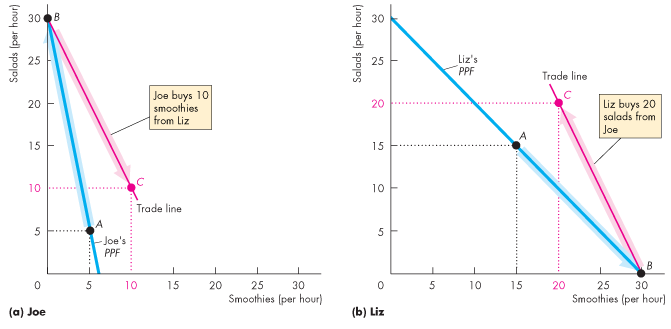 Salads (per hour)
30
25
20
15
10
5
0
B
Joe buys 10
smoothies
from Liz
C
Trade line
A
Joe's
PPF
5
10
15
20
25
30
Smoothies (per hour)
(a) Joe
Salads (per hour)
30
25
20
15
10
5
0
Liz's
PPF
Trade line
C
Liz buys 20
salads from
Joe
A
B
5
10
15
20
25
30
Smoothies (per hour)
(b) Liz